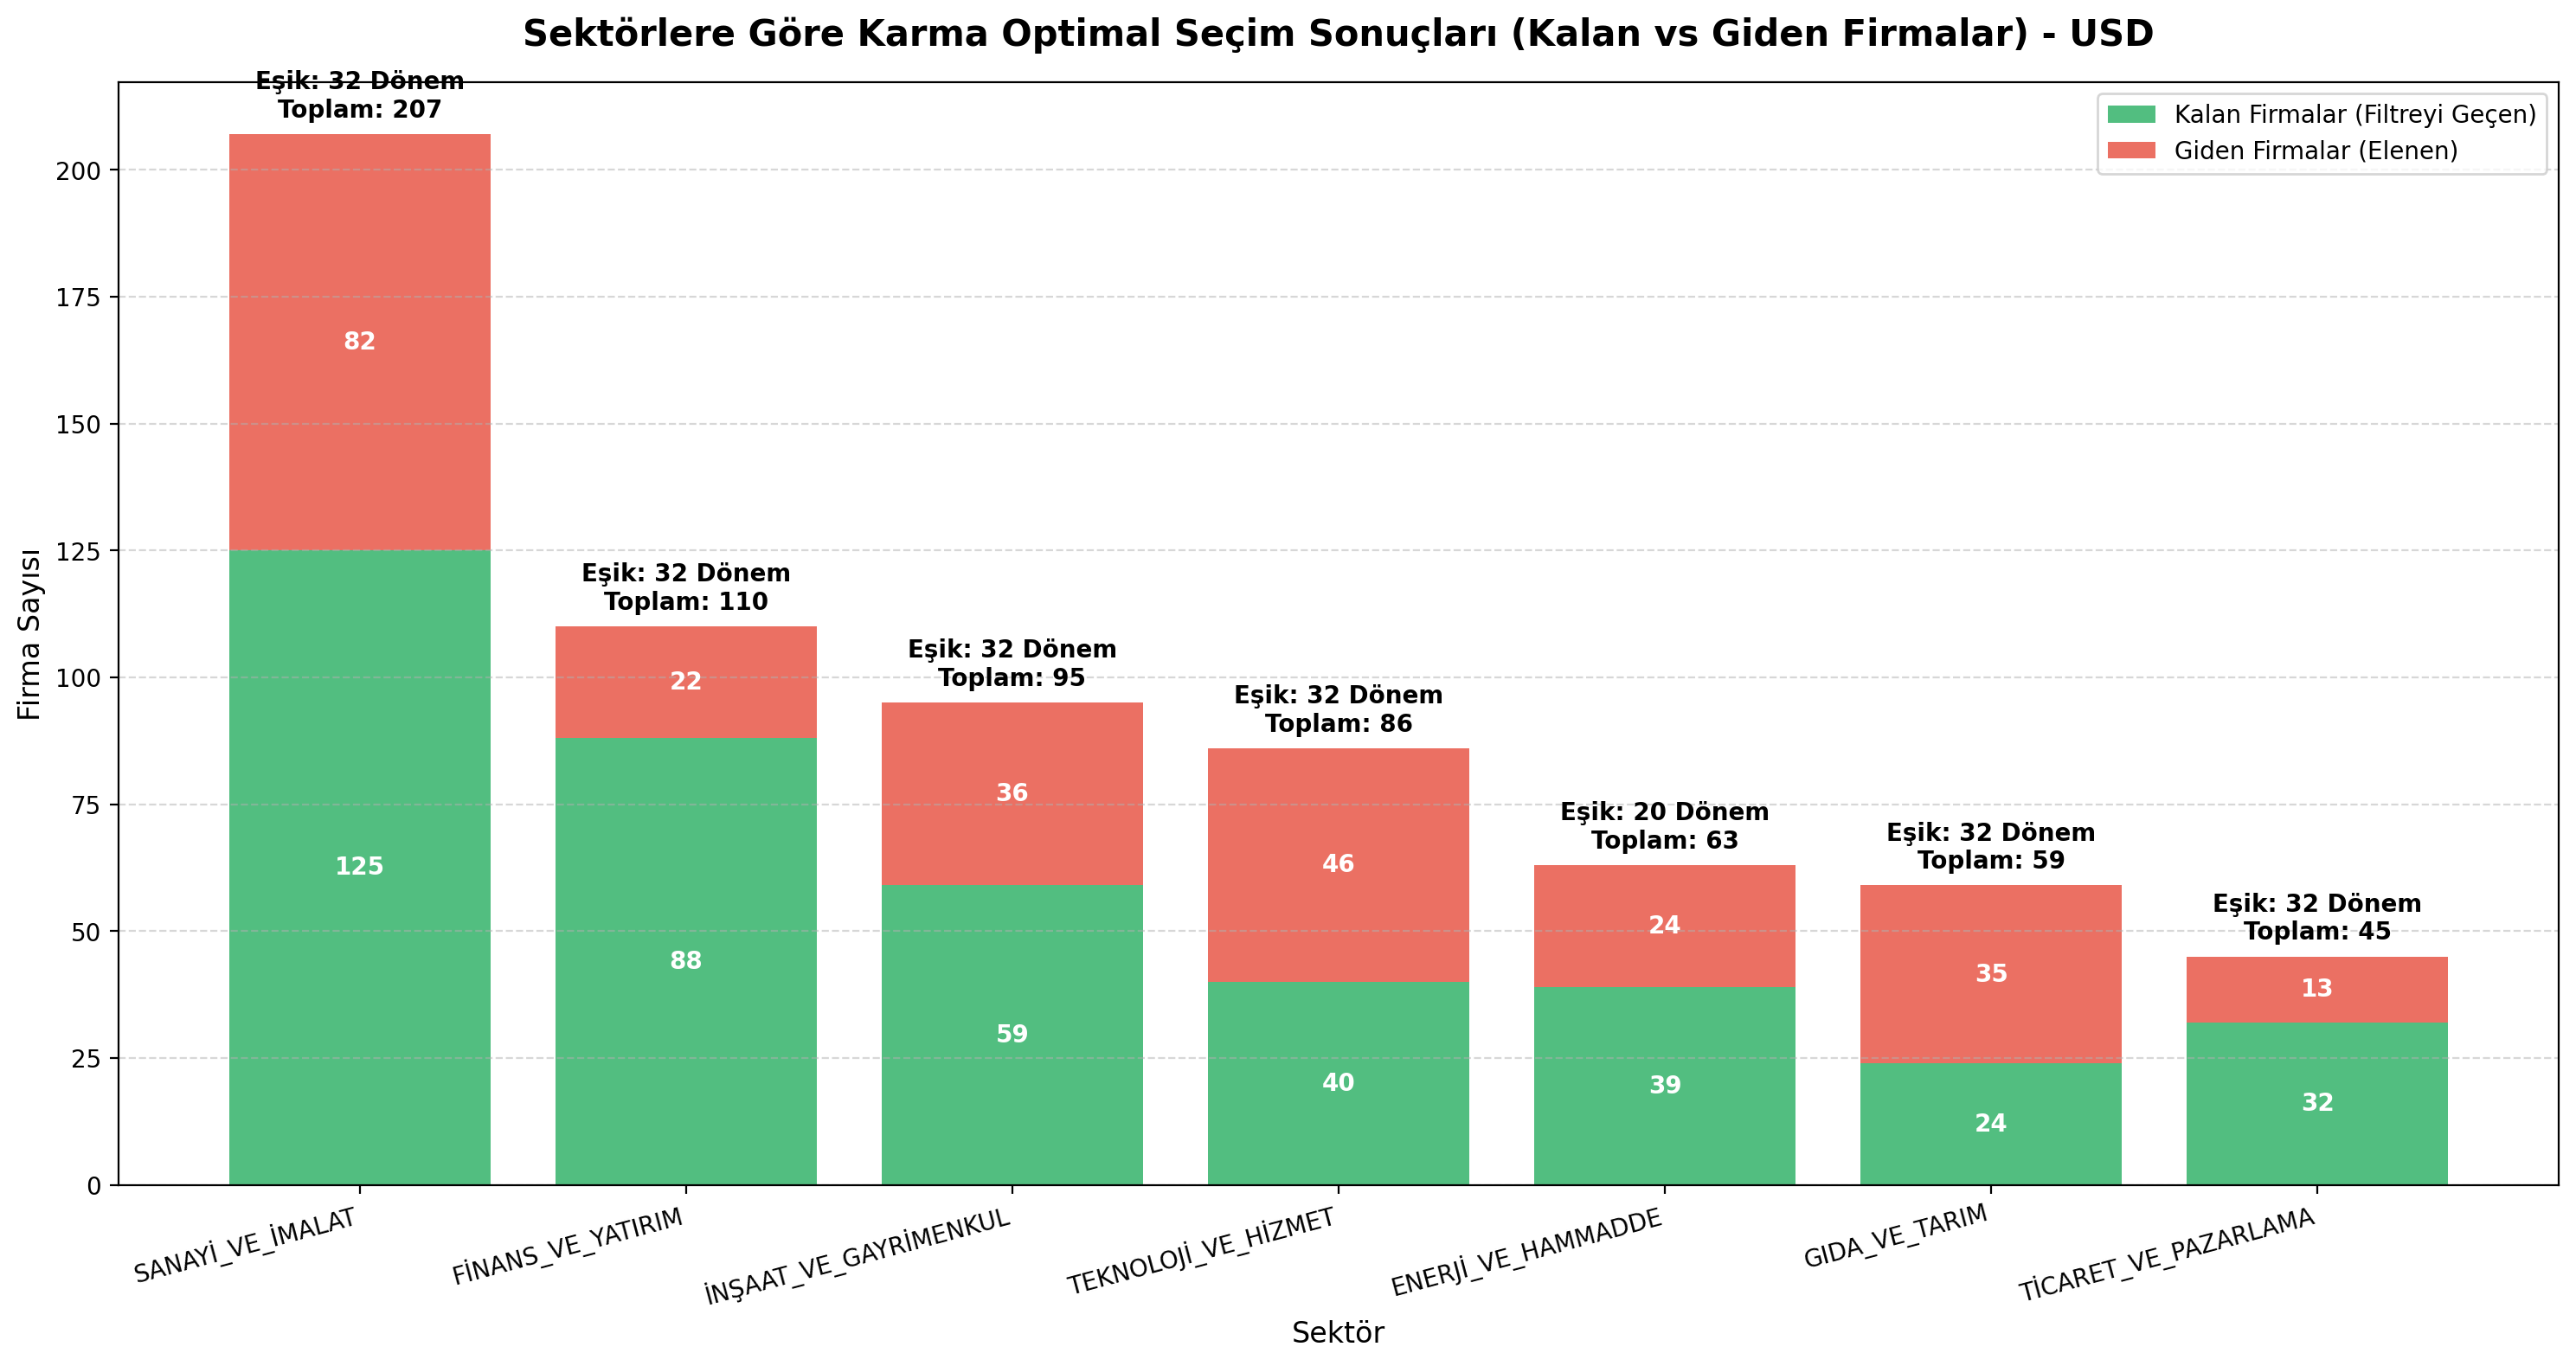 Sektörlere Göre Karma Optimal Seçim Sonuçları (Kalan vs Giden Firmalar) - USD
Kalan Firmalar (Filtreyi Geçen)
Giden Firmalar (Elenen)
Firma Sayısı
200
175
150
125
100
75
50
25
0
Eşik: 32 Dönem
Toplam: 207
82
125
Eşik: 32 Dönem
Toplam: 110
22
88
Eşik: 32 Dönem
Toplam: 95
36
59
Eşik: 32 Dönem
Toplam: 86
46
40
Eşik: 20 Dönem
Toplam: 63
24
39
Eşik: 32 Dönem
Toplam: 59
35
24
Eşik: 32 Dönem
Toplam: 45
13
32
SANAYİ_VE_İMALAT
FİNANS_VE_YATIRIM
İNŞAAT_VE_GAYRİMENKUL
TEKNOLOJİ_VE_HİZMET
ENERJİ_VE_HAMMADDE
GIDA_VE_TARIM
TİCARET_VE_PAZARLAMA
Sektör